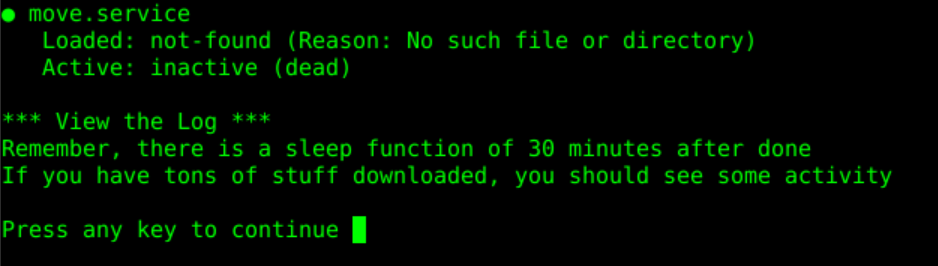 ● move.service
Loaded: not-found (Reason: No such file or directory)
Active: inactive (dead)
*** View the Log ***
Remember, there is a sleep function of 30 minutes after done
If you have tons of stuff downloaded, you should see some activity
Press any key to continue